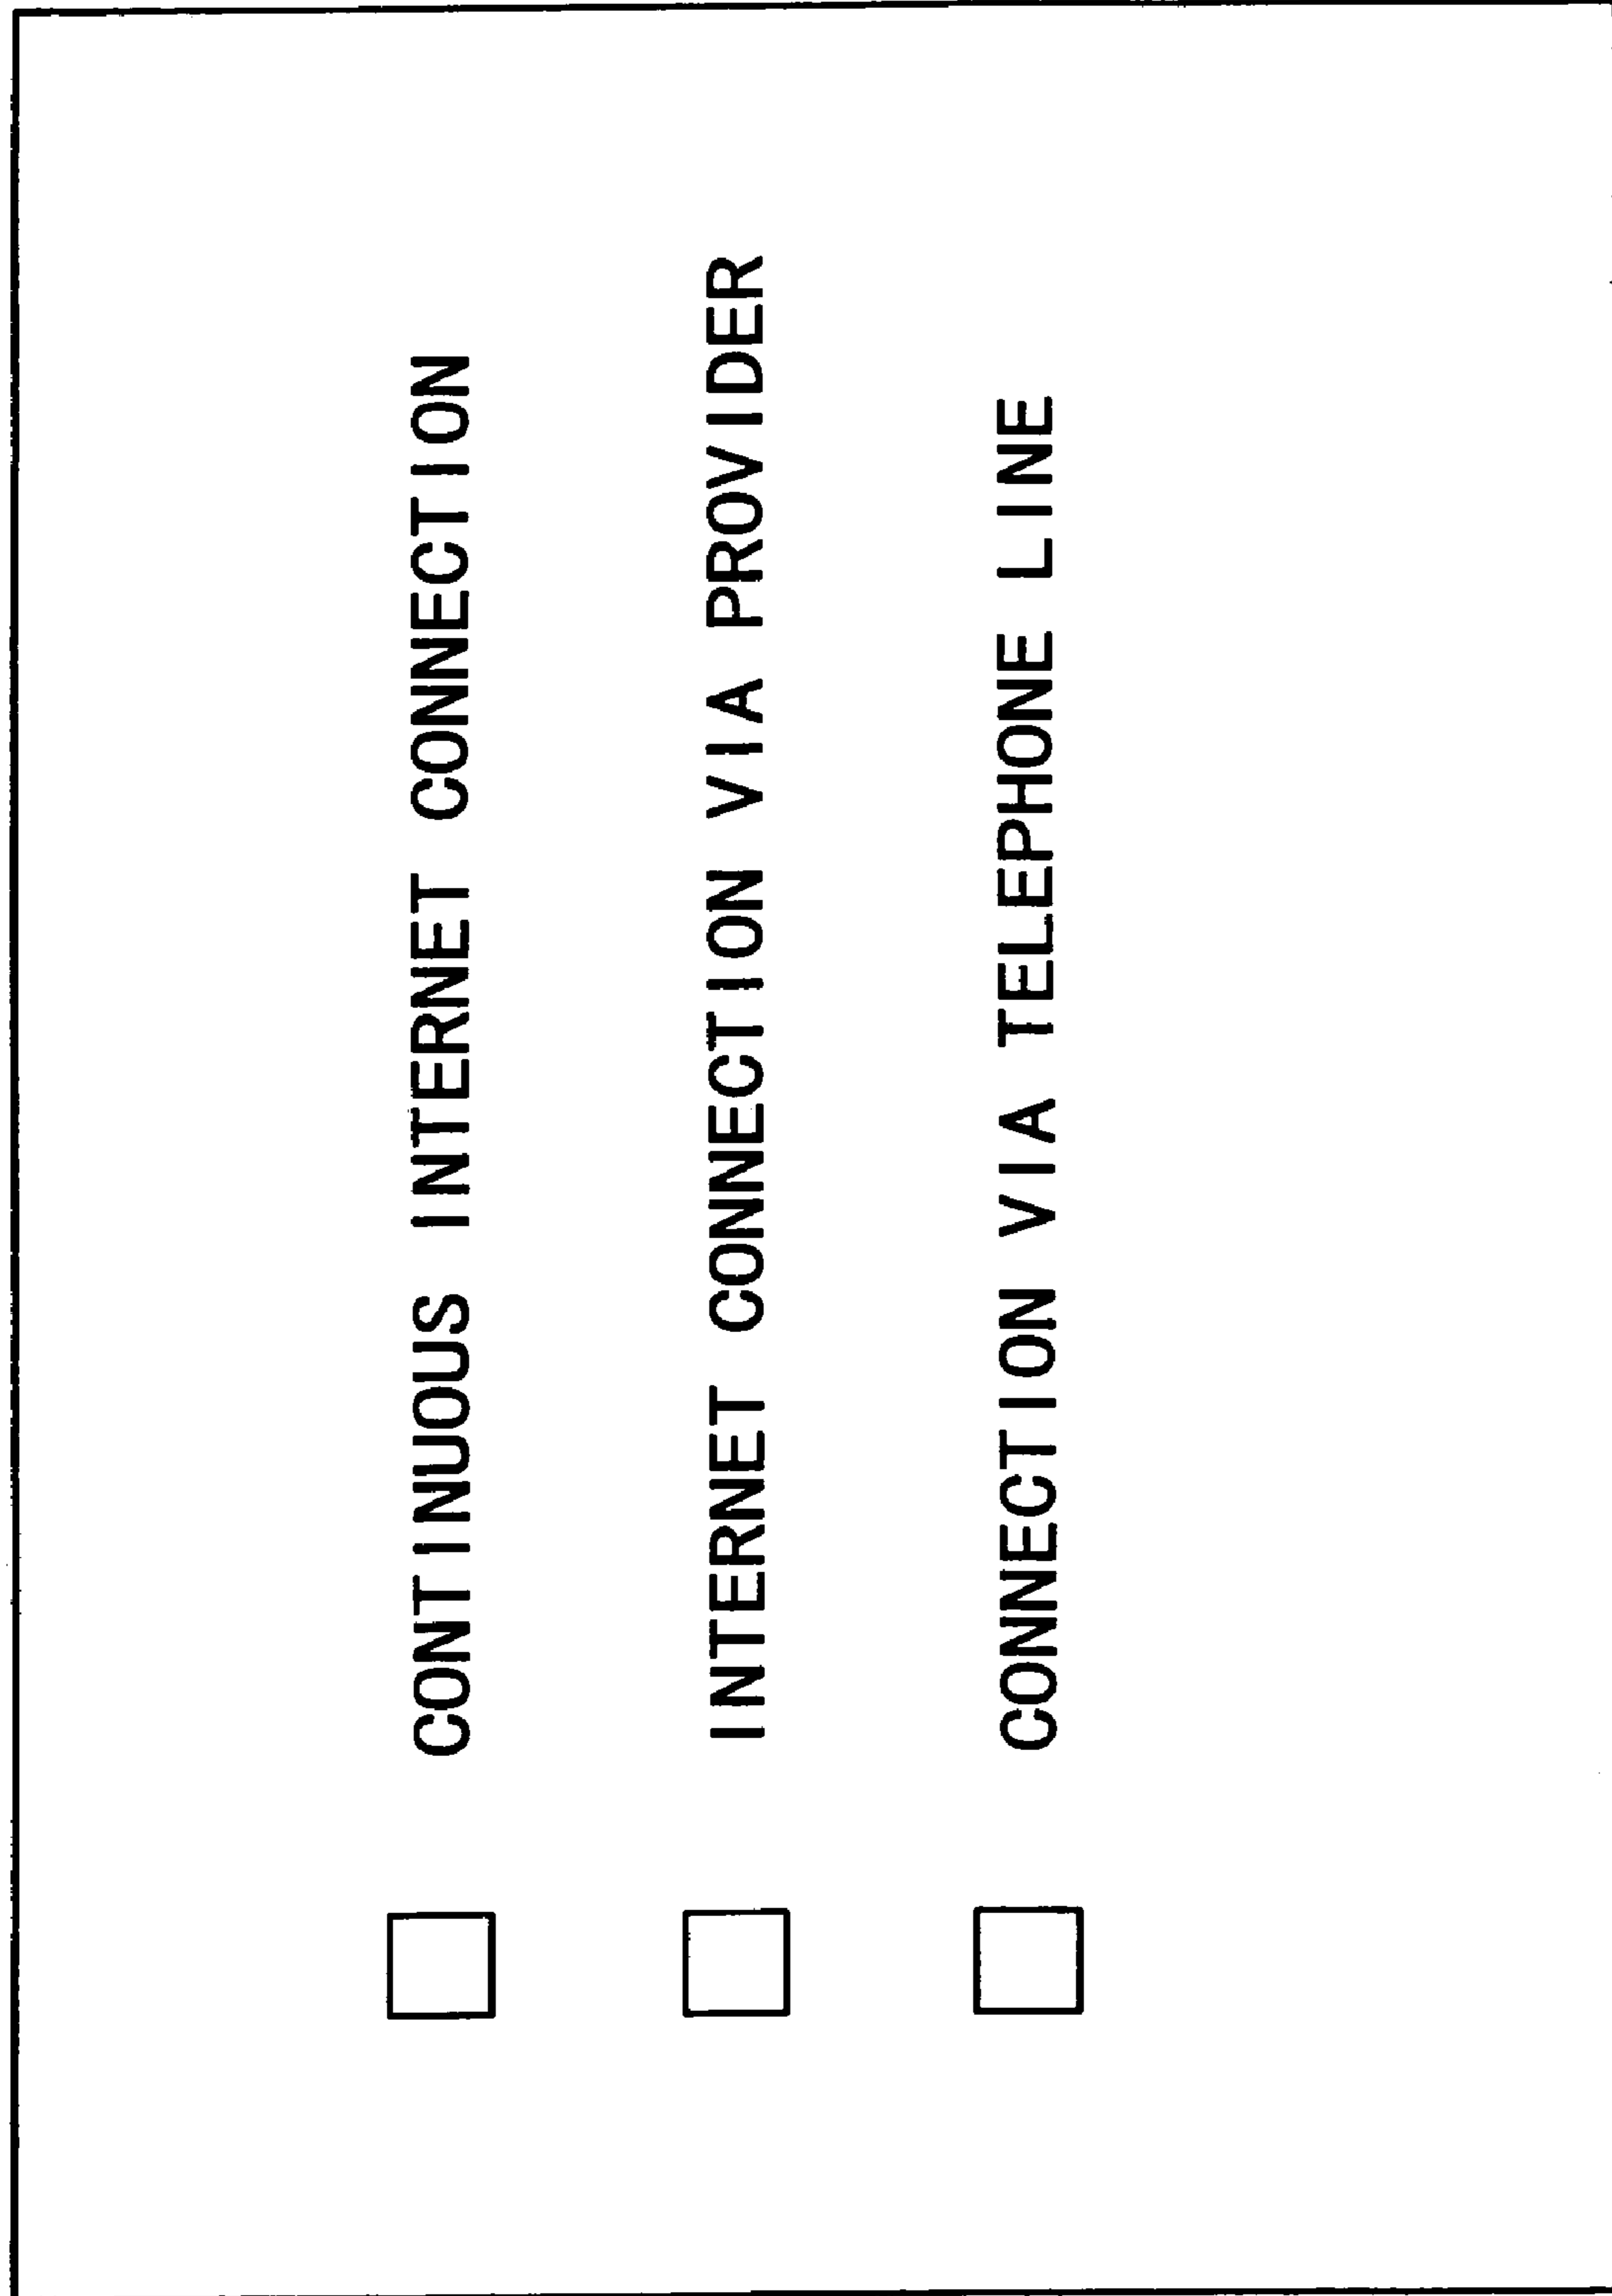 CONTINUOUS INTERNET CONNECTION
INTERNET CONNECTION VIA PROVIDER
CONNECTION VIA TELEPHONE LINE